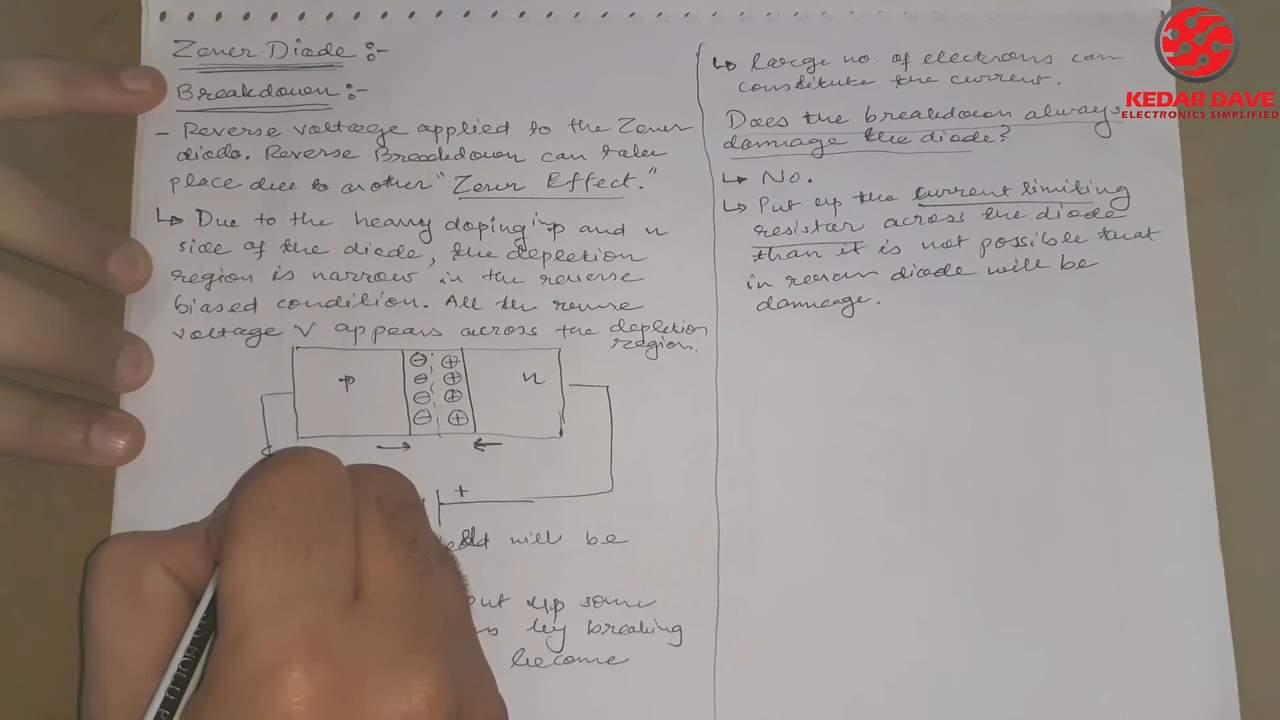 Zener Diode :-
Breakdown :-
- Reverse voltage applied to the Zener
diode. Reverse Breakdown can take
place due to another "Zener Effect."
↳ Due to the heavy doping in p and n
side of the diode, the depletion
region is narrow in the reverse
biased condition. All the reverse
voltage V appears across the depletion
region.
p
n
+
will be
put up some
by breaking
become
↳ large no. of electrons can
constitute the current.
Does the breakdown always
damage the diode?
↳ No.
↳ Put up the current limiting
resistor across the diode
than it is not possible that
in diode will be
damage.
KEDAR DAVE
ELECTRONICS SIMPLIFIED